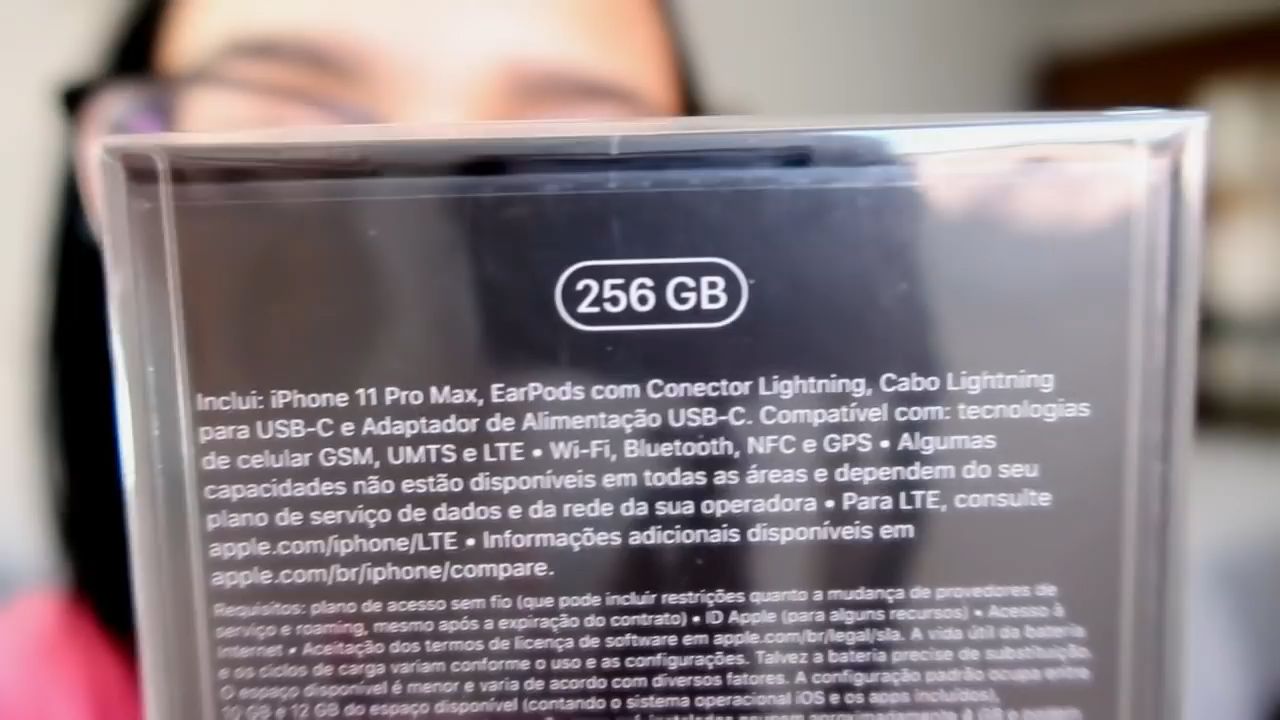 256 GB
Inclui: iPhone 11 Pro Max, EarPods com Conector Lightning, Cabo Lightning
para USB-C e Adaptador de Alimentação USB-C. Compatível com: tecnologias
de celular GSM, UMTS e LTE • Wi-Fi, Bluetooth, NFC e GPS • Algumas
capacidades não estão disponíveis em todas as áreas e dependem do seu
plano de serviço de dados e da rede da sua operadora • Para LTE, consulte
apple.com/iphone/LTE • Informações adicionais disponíveis em
apple.com/br/iphone/compare.
Requisitos: plano de acesso sem fio (que pode incluir restrições quanto a mudança de provedores de
serviço e roaming, mesmo após a expiração do contrato) • ID Apple (para alguns recursos) • Acesso à
Internet • Aceitação dos termos de licença de software em apple.com/br/legal/sla. A vida útil da bateria
e os ciclos de carga variam conforme o uso e as configurações. Talvez a bateria precise de substituição.
O espaço disponível é menor e varia de acordo com diversos fatores. A configuração padrão ocupa entre
10 GB e 12 GB do espaço disponível (contando o sistema operacional iOS e os apps incluídos).